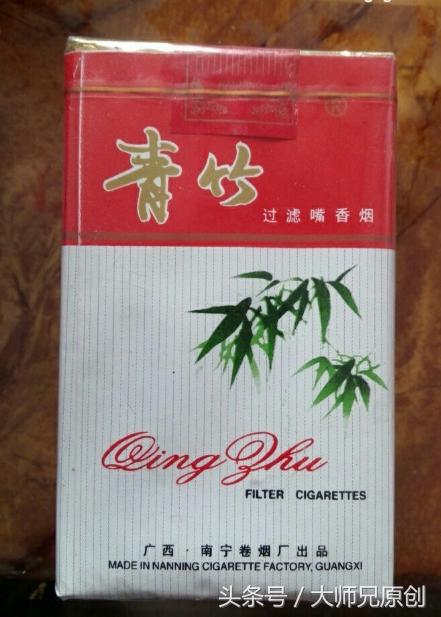 青竹
过滤嘴香烟
Qing Zhu
FILTER CIGARETTES
广西·南宁卷烟厂出品
MADE IN NANNING CIGARETTE FACTORY, GUANGXI
头条号 / 大师兄原创